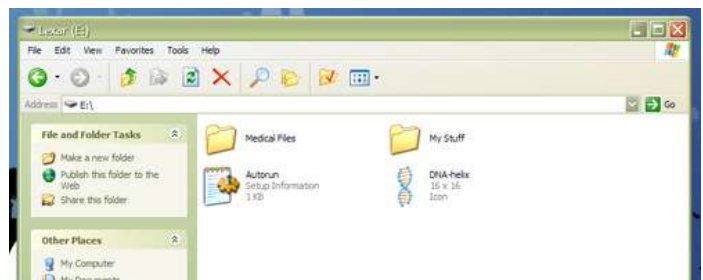 Lexar (E:)
File Edit View Favorites Tools Help
Address E:\ Go
File and Folder Tasks
Make a new folder
Publish this folder to the
Web
Share this folder
Other Places
My Computer
My Documents
Medical Files
My Stuff
Autorun
Setup Information
1 KB
DNA-helix
16 x 16
Icon